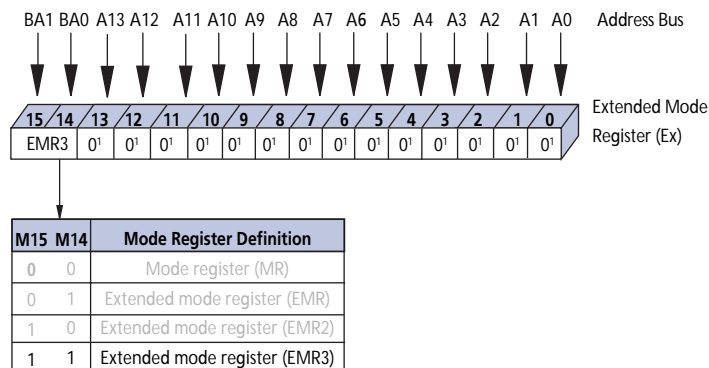 BA1 BA0 A13 A12 A11 A10 A9 A8 A7 A6 A5 A4 A3 A2 A1 A0 Address Bus
15 14 13 12 11 10 9 8 7 6 5 4 3 2 1 0 Extended Mode
Register (Ex)
EMR3 0¹ 0¹ 0¹ 0¹ 0¹ 0¹ 0¹ 0¹ 0¹ 0¹ 0¹ 0¹ 0¹ 0¹
M15 M14 Mode Register Definition
0 0 Mode register (MR)
0 1 Extended mode register (EMR)
1 0 Extended mode register (EMR2)
1 1 Extended mode register (EMR3)